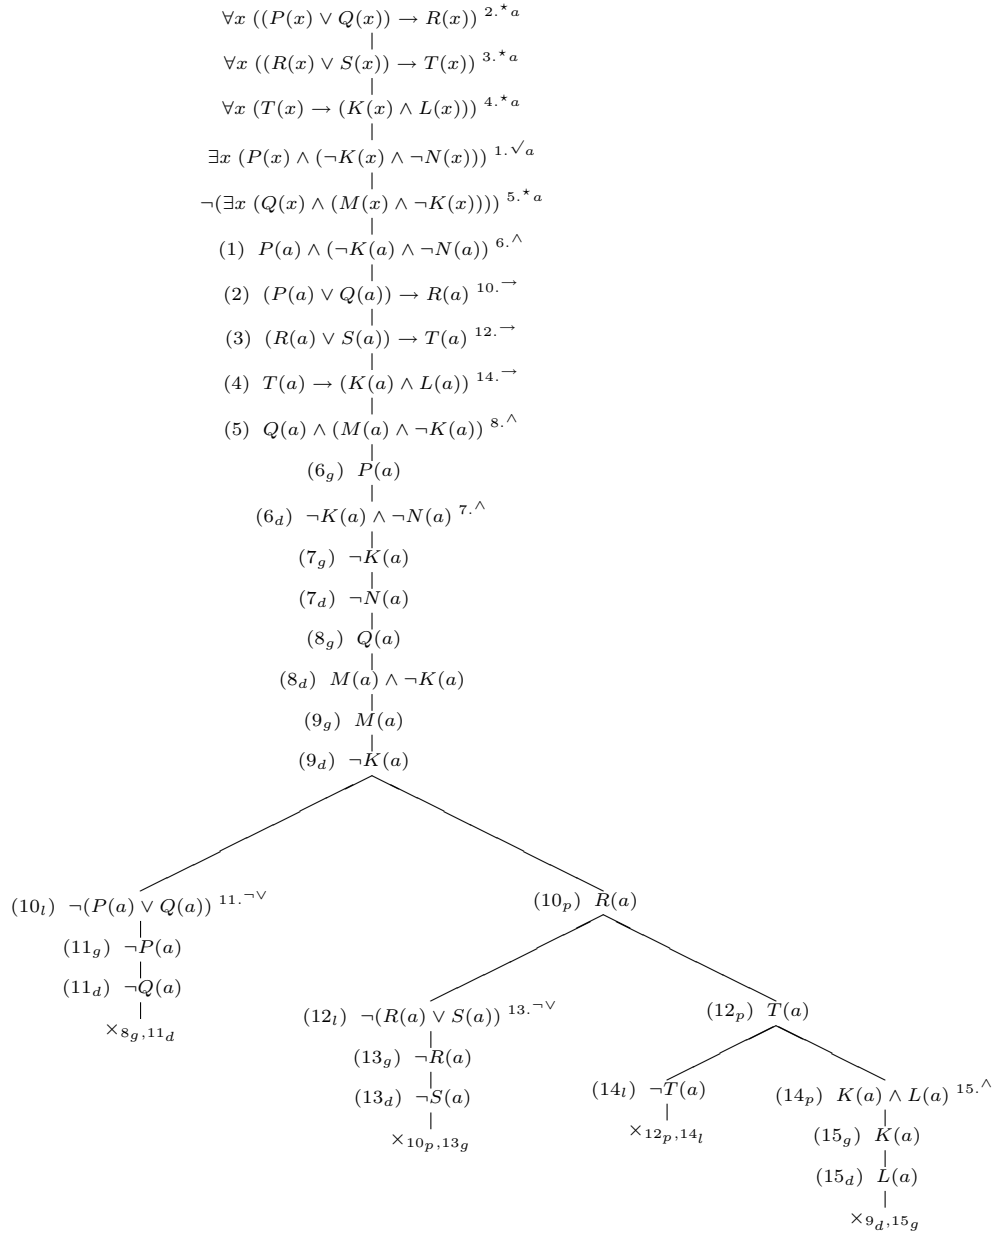 ∀x ((P(x) ∨ Q(x)) → R(x)) 2.⋆a
∀x ((R(x) ∨ S(x)) → T(x)) 3.⋆a
∀x (T(x) → (K(x) ∧ L(x))) 4.⋆a
∃x (P(x) ∧ (¬K(x) ∧ ¬N(x))) 1.√a
¬(∃x (Q(x) ∧ (M(x) ∧ ¬K(x)))) 5.⋆a
(1) P(a) ∧ (¬K(a) ∧ ¬N(a)) 6.∧
(2) (P(a) ∨ Q(a)) → R(a) 10.→
(3) (R(a) ∨ S(a)) → T(a) 12.→
(4) T(a) → (K(a) ∧ L(a)) 14.→
(5) Q(a) ∧ (M(a) ∧ ¬K(a)) 8.∧
(6g) P(a)
(6d) ¬K(a) ∧ ¬N(a) 7.∧
(7g) ¬K(a)
(7d) ¬N(a)
(8g) Q(a)
(8d) M(a) ∧ ¬K(a)
(9g) M(a)
(9d) ¬K(a)
(10l) ¬(P(a) ∨ Q(a)) 11.¬∨
(11g) ¬P(a)
(11d) ¬Q(a)
×8g,11d
(10p) R(a)
(12l) ¬(R(a) ∨ S(a)) 13.¬∨
(13g) ¬R(a)
(13d) ¬S(a)
×10p,13g
(12p) T(a)
(14l) ¬T(a)
×12p,14l
(14p) K(a) ∧ L(a) 15.∧
(15g) K(a)
(15d) L(a)
×9d,15g